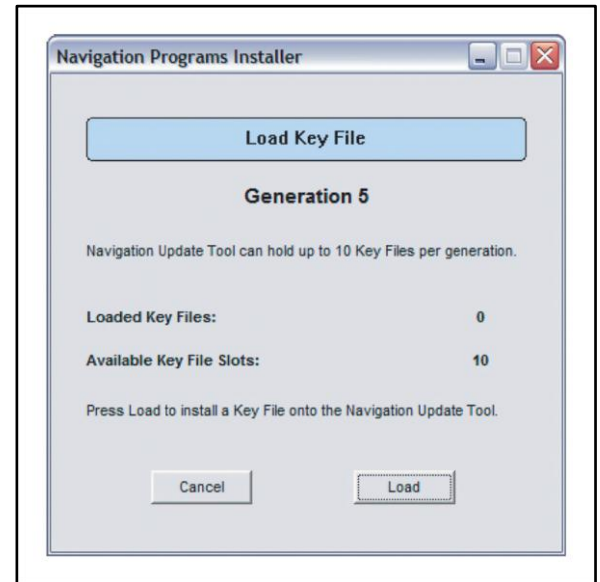 Navigation Programs Installer
Load Key File
Generation 5
Navigation Update Tool can hold up to 10 Key Files per generation.
Loaded Key Files: 0
Available Key File Slots: 10
Press Load to install a Key File onto the Navigation Update Tool.
Cancel Load